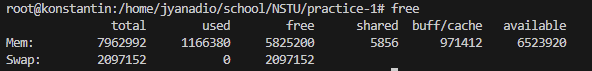 root@konstantin:/home/jyanadio/school/NSTU/practice-1# free
total used free shared buff/cache available
Mem: 7962992 1166380 5825200 5856 971412 6523920
Swap: 2097152 0 2097152